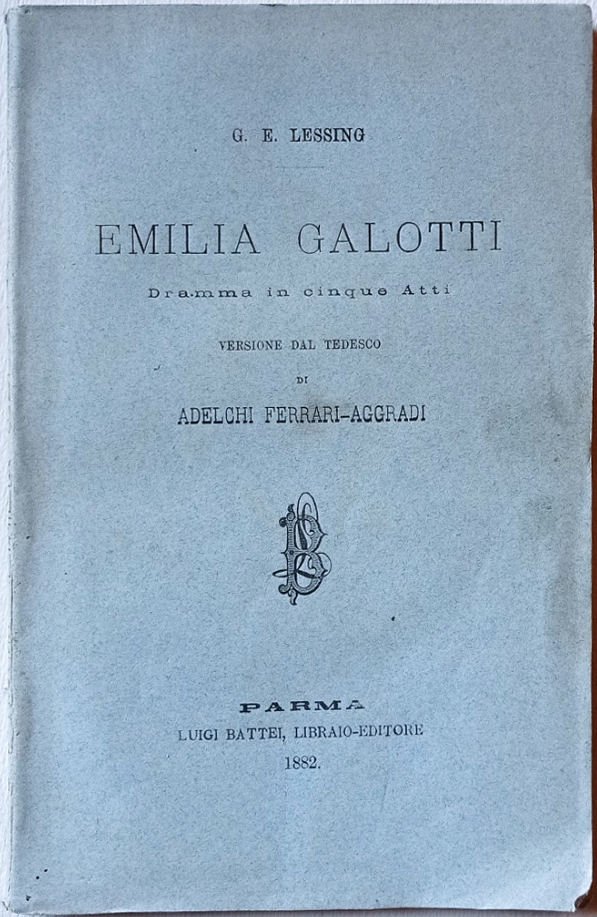 G. E. LESSING
EMILIA GALOTTI
Dramma in cinque Atti
VERSIONE DAL TEDESCO
DI
ADELCHI FERRARI-AGGRADI
LB
PARMA
LUIGI BATTEI, LIBRAIO-EDITORE
1882.